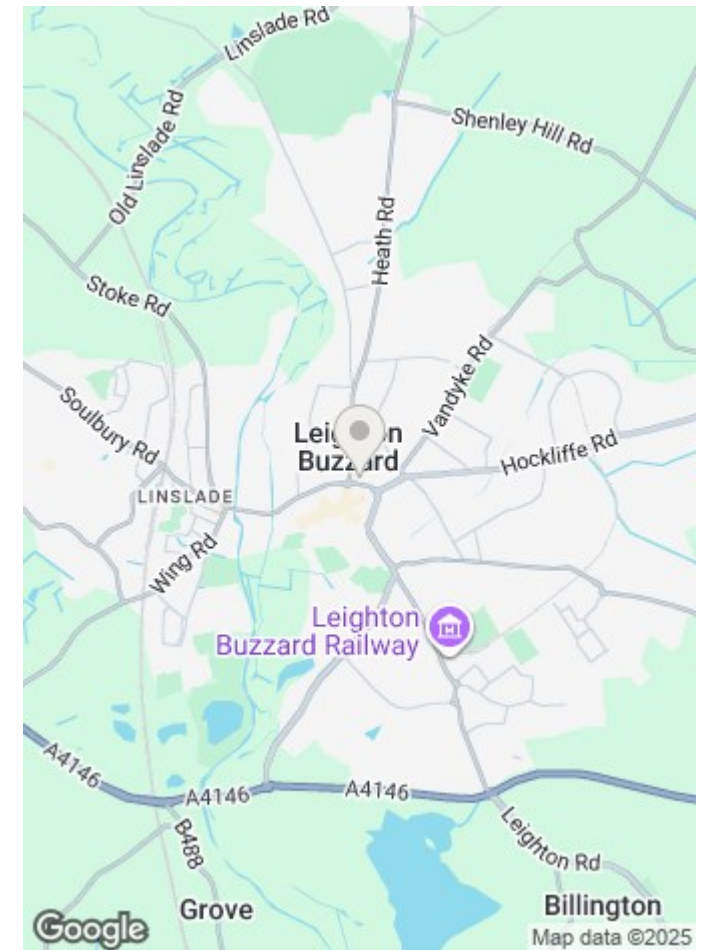 Linslade Rd
Shenley Hill Rd
Old Linslade Rd
Heath Rd
Stoke Rd
Vandyke Rd
Soulbury Rd
Lei n
Buzzard
Hockliffe Rd
LINSLADE
Wing Rd
Leighton
Buzzard Railway
A4146
A4146
A4146
B488
Leighton Rd
Grove
Billington
Google
Map data ©2025